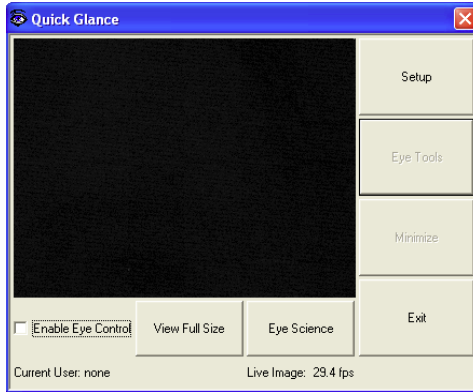 Quick Glance
Setup
Eye Tools
Minimize
Exit
Enable Eye Control
View Full Size
Eye Science
Current User: none
Live Image: 29.4 fps